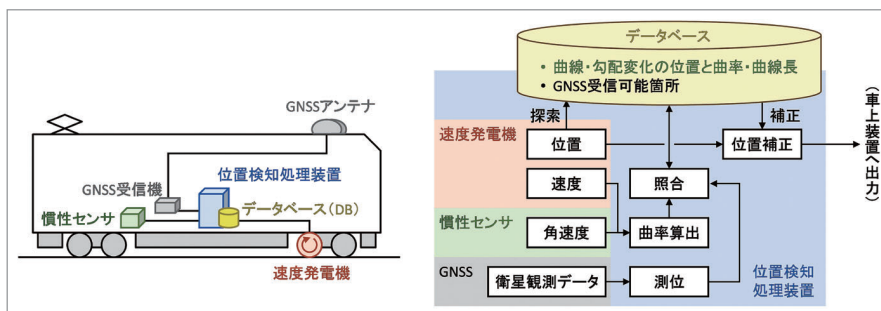 GNSSアンテナ
位置検知処理装置
GNSS受信機
慣性センサ
データベース（DB）
速度発電機
データベース
・曲線・勾配変化の位置と曲率・曲線長
・GNSS受信可能箇所
探索
補正
速度発電機
位置
位置補正
（車上装置へ出力）
速度
照合
慣性センサ
角速度
曲率算出
GNSS
衛星観測データ
測位
位置検知
処理装置